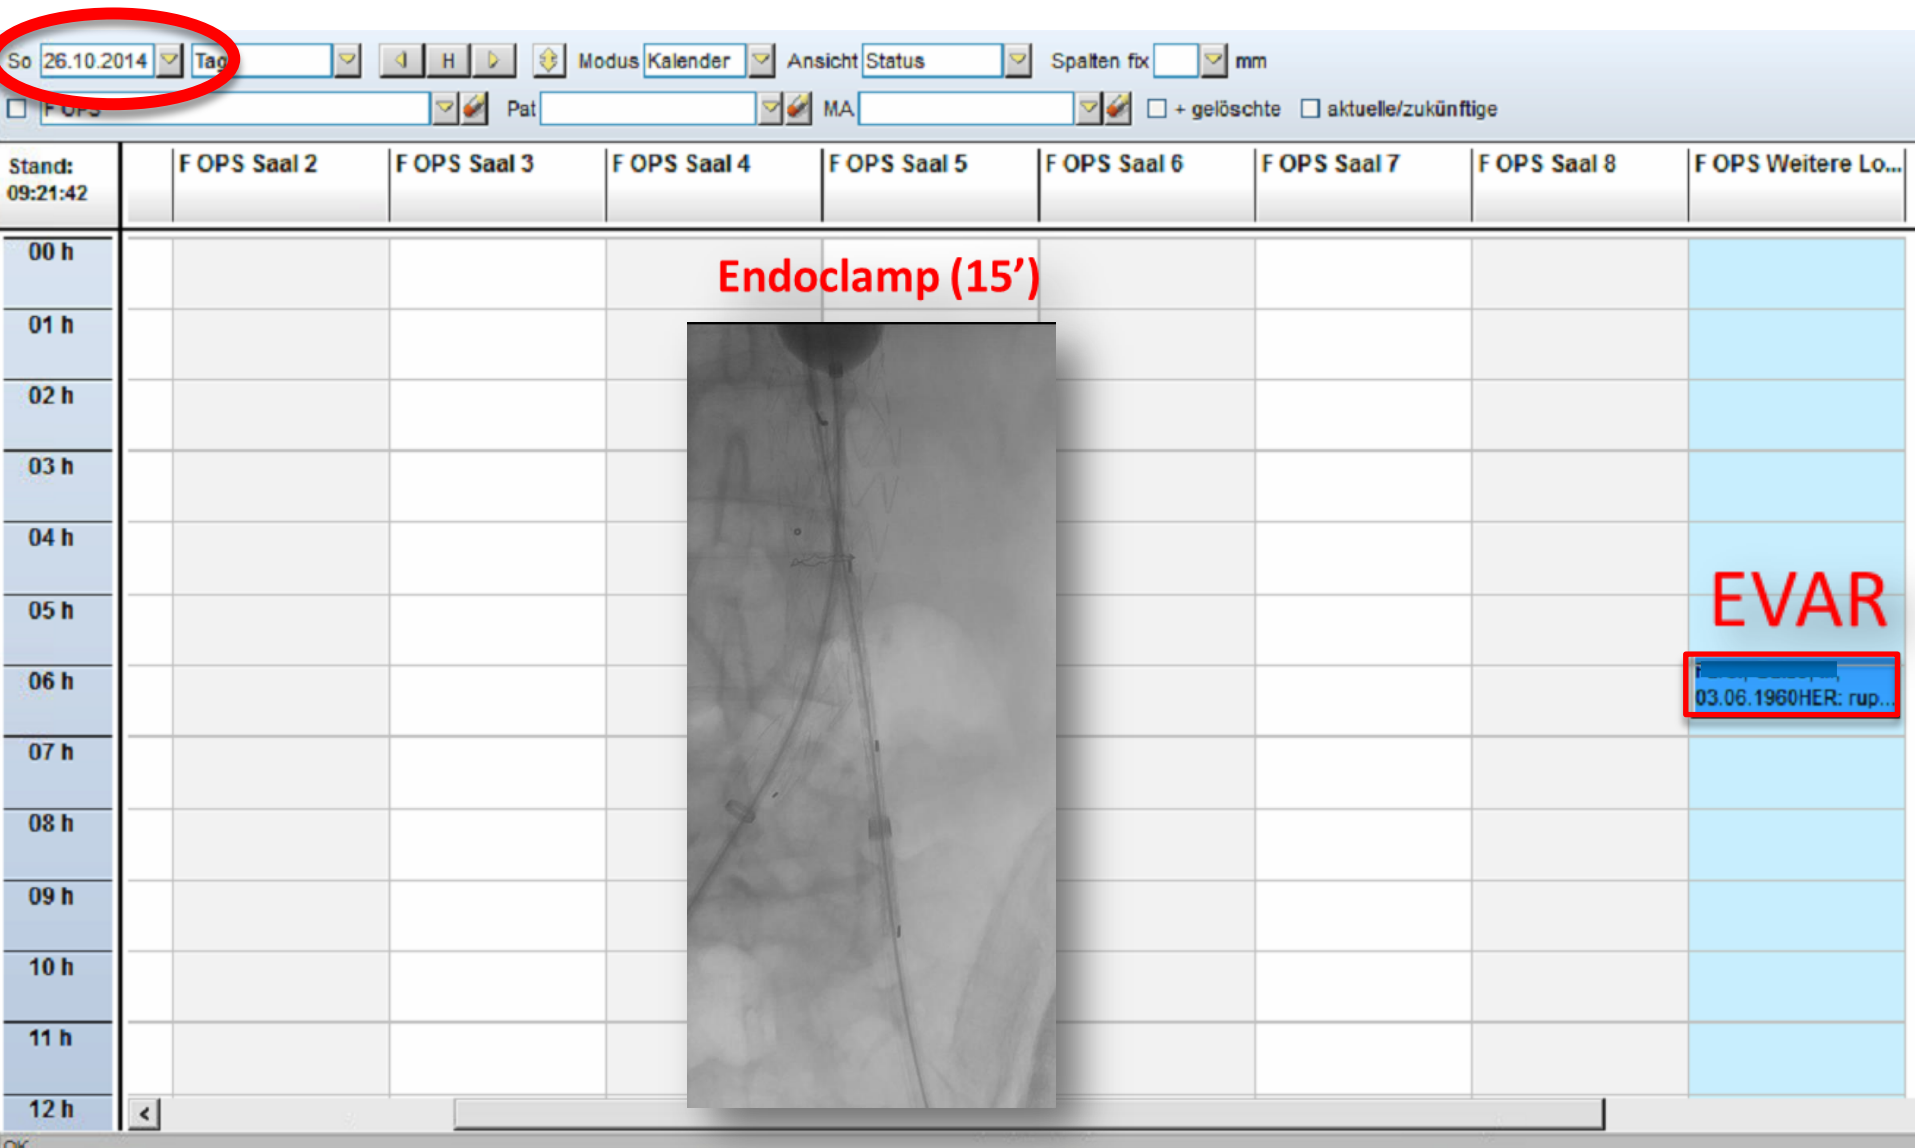 So 26.10.2014 Tag H Modus Kalender Ansicht Status Spalten fix mm
F OPS Pat MA + gelöschte aktuelle/zukünftige
Stand:
09:21:42
F OPS Saal 2 F OPS Saal 3 F OPS Saal 4 F OPS Saal 5 F OPS Saal 6 F OPS Saal 7 F OPS Saal 8 F OPS Weitere Lo...
00 h
Endoclamp (15’)
01 h
02 h
03 h
04 h
05 h
EVAR
06 h
03.06.1960HER: rup...
07 h
08 h
09 h
10 h
11 h
12 h
OK